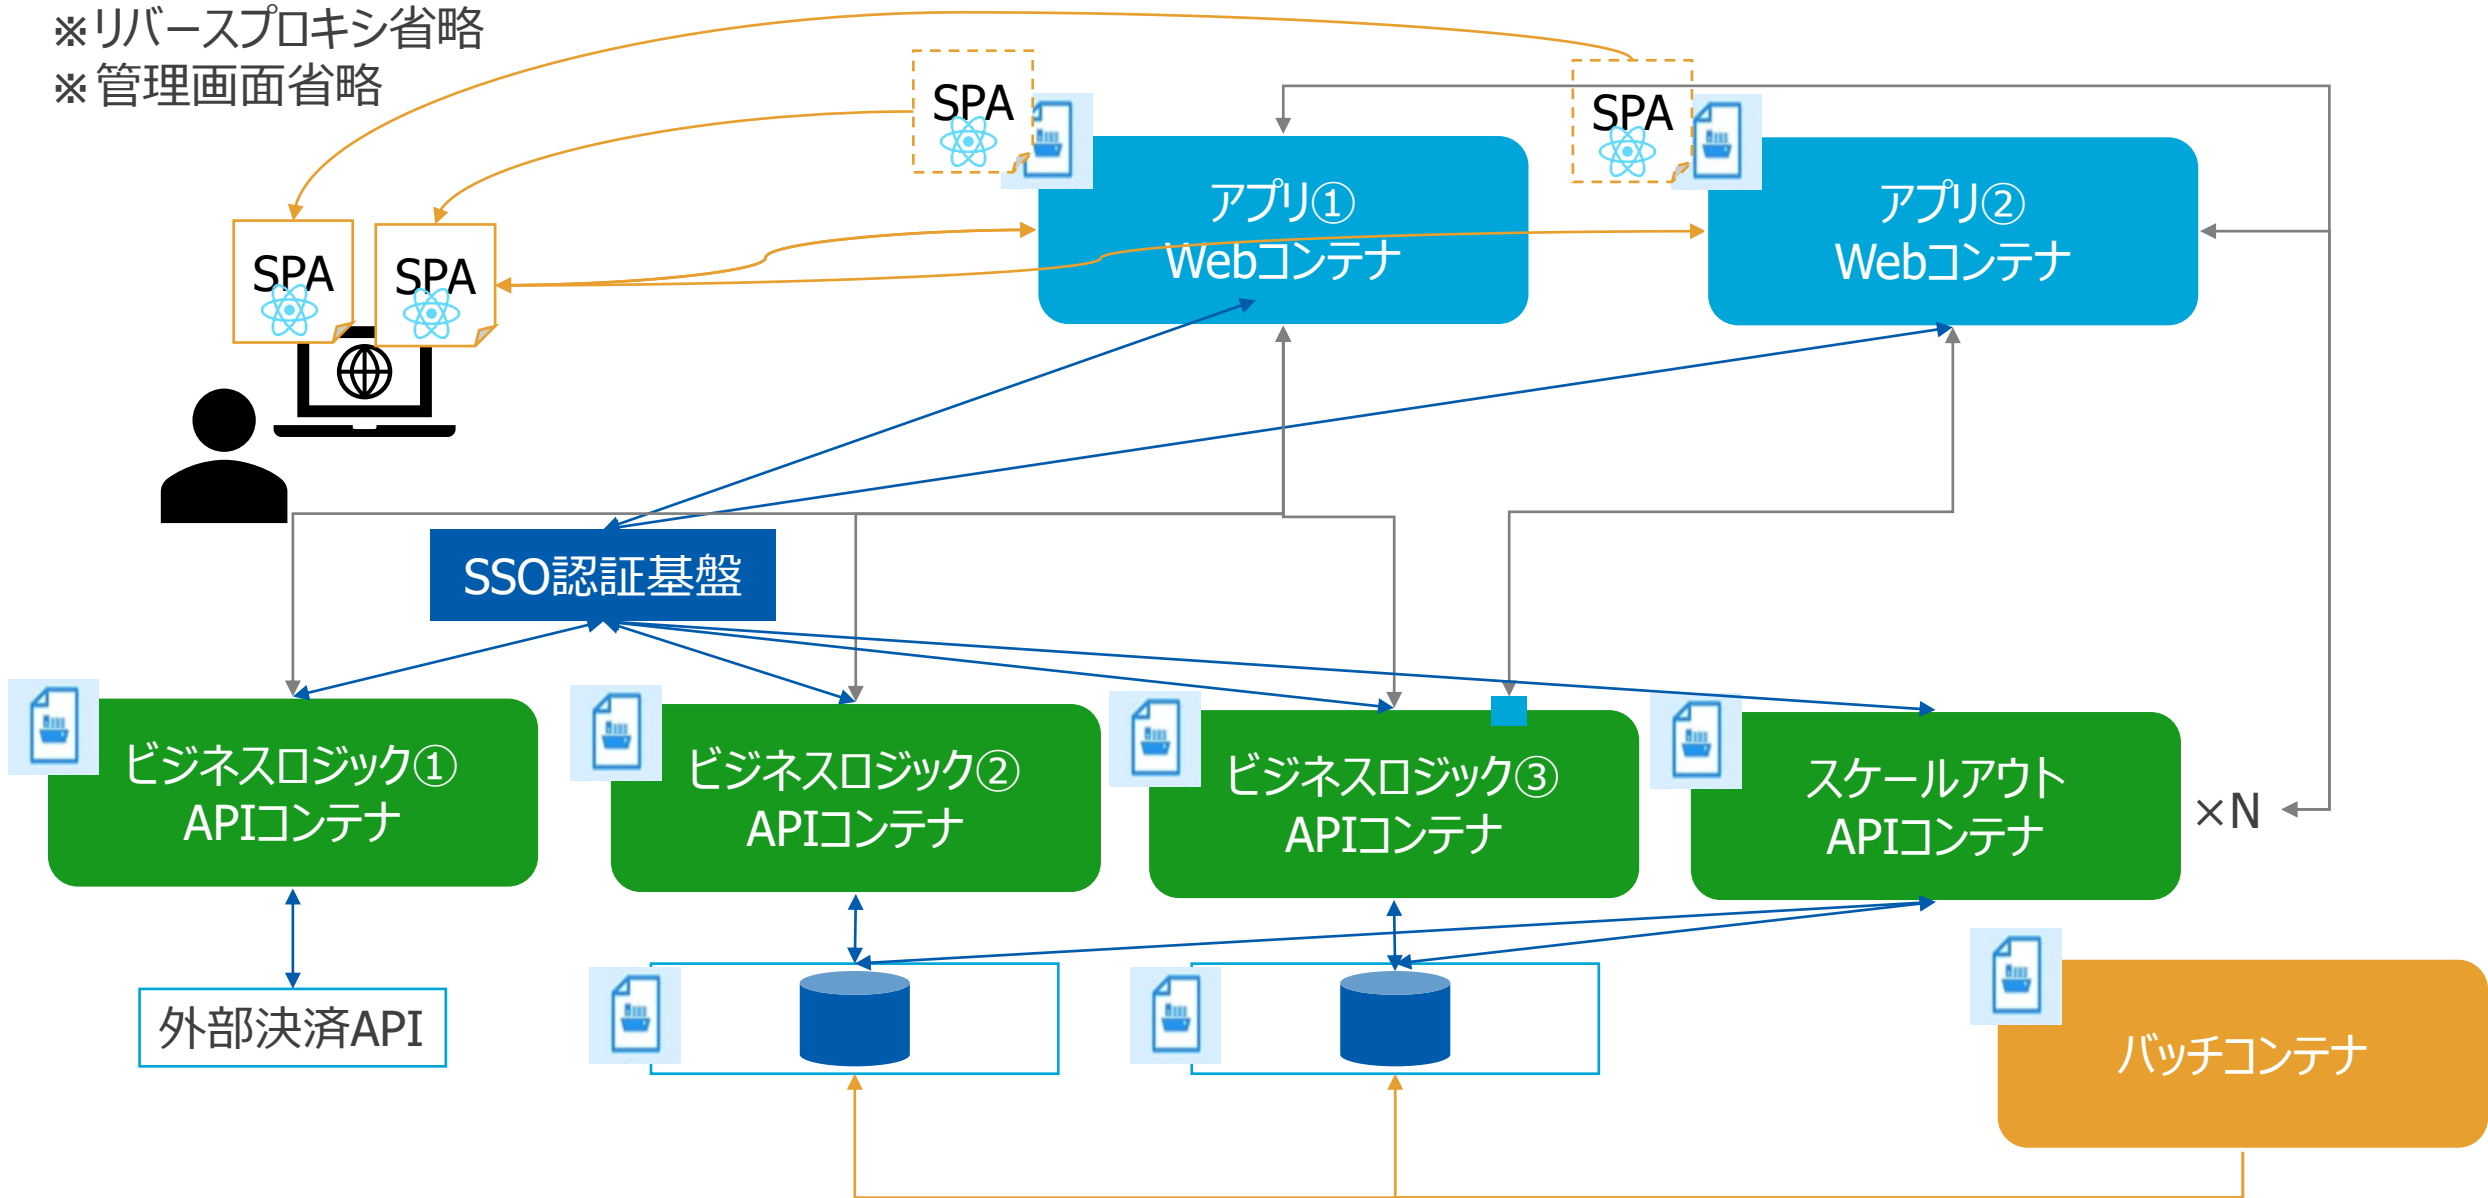 ※リバースプロキシ省略
※管理画面省略
SPA
SPA
SPA
SPA
アプリ①
Webコンテナ
アプリ②
Webコンテナ
SSO認証基盤
ビジネスロジック①
APIコンテナ
ビジネスロジック②
APIコンテナ
ビジネスロジック③
APIコンテナ
スケールアウト
APIコンテナ
×N
外部決済API
バッチコンテナ